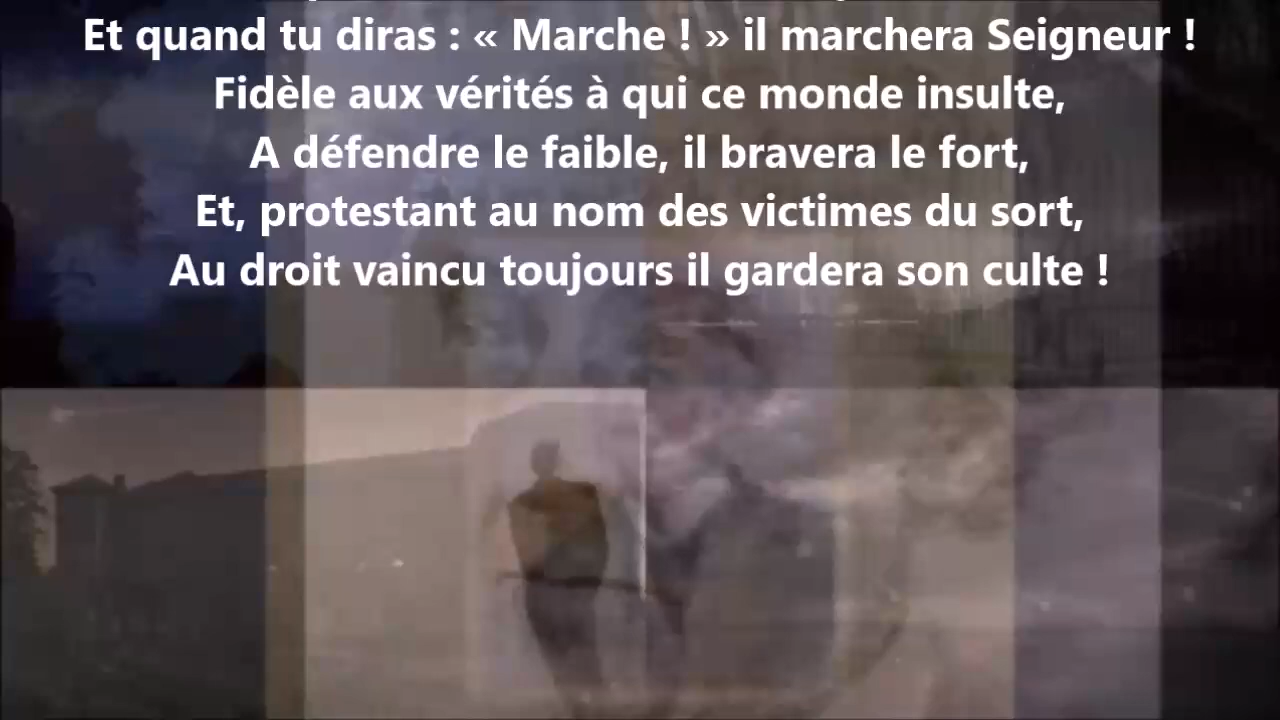 Et quand tu diras : « Marche ! » il marchera Seigneur !
Fidèle aux vérités à qui ce monde insulte,
A défendre le faible, il bravera le fort,
Et, protestant au nom des victimes du sort,
Au droit vaincu toujours il gardera son culte !